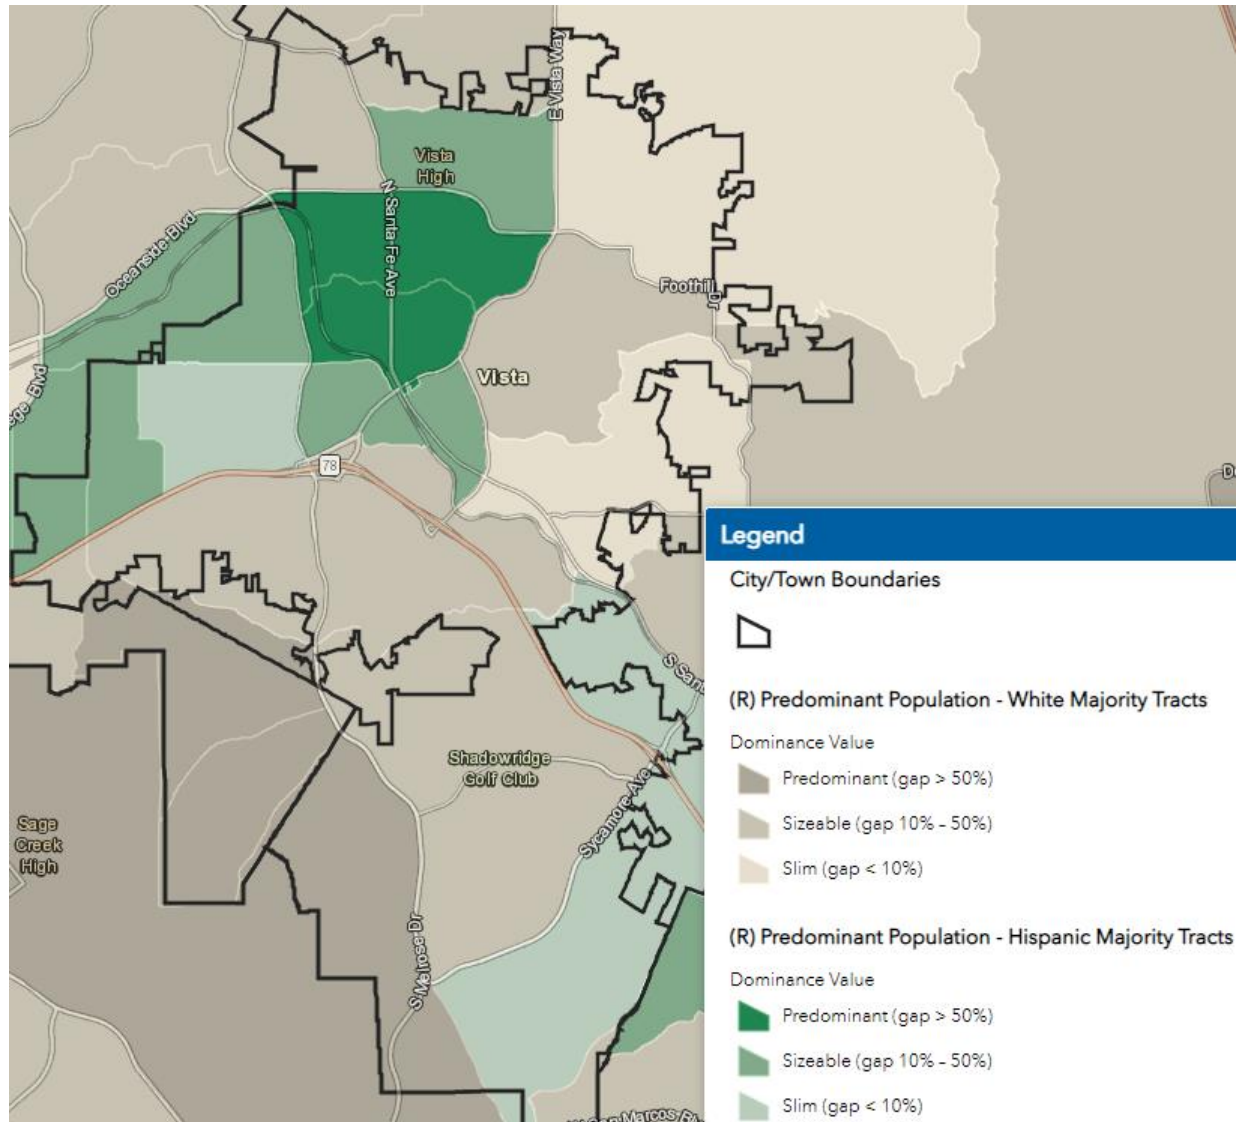 E Vista Way
Vista
High
N Santa Fe Ave
Oceanside Blvd
Foothill Dr
Vista
78
Legend
City/Town Boundaries
(R) Predominant Population - White Majority Tracts
Dominance Value
Predominant (gap > 50%)
Sizeable (gap 10% - 50%)
Slim (gap < 10%)
(R) Predominant Population - Hispanic Majority Tracts
Dominance Value
Predominant (gap > 50%)
Sizeable (gap 10% - 50%)
Slim (gap < 10%)
Shadowridge
Golf Club
Sycamore Ave
Sage
Creek
High
S Melrose Dr